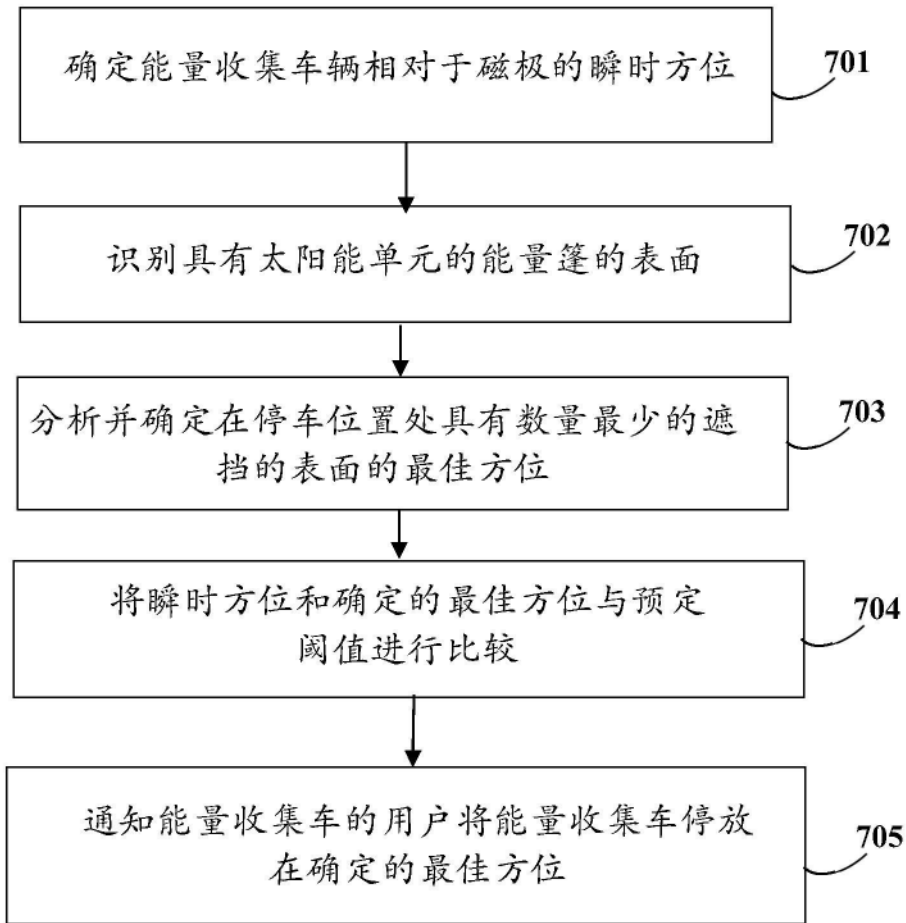 确定能量收集车辆相对于磁极的瞬时方位
701
识别具有太阳能单元的能量篷的表面
702
分析并确定在停车位置处具有数量最少的遮
挡的表面的最佳方位
703
将瞬时方位和确定的最佳方位与预定
阈值进行比较
704
通知能量收集车的用户将能量收集车停放
在确定的最佳方位
705